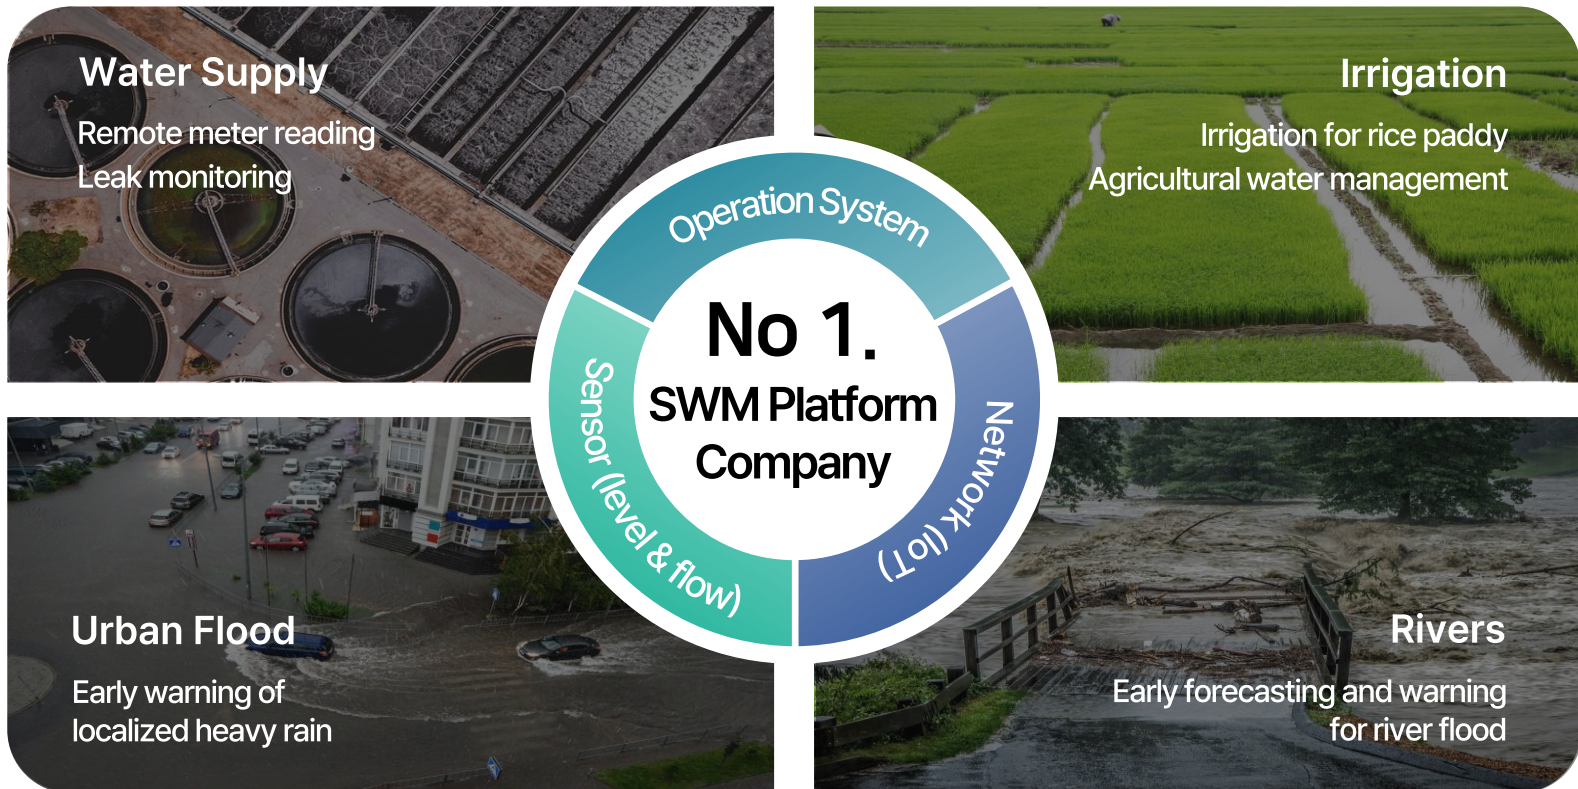 Water Supply
Remote meter reading
Leak monitoring
Irrigation
Irrigation for rice paddy
Agricultural water management
Operation System
Sensor (level & flow)
Network (IoT)
No 1.
SWM Platform
Company
Urban Flood
Early warning of
localized heavy rain
Rivers
Early forecasting and warning
for river flood